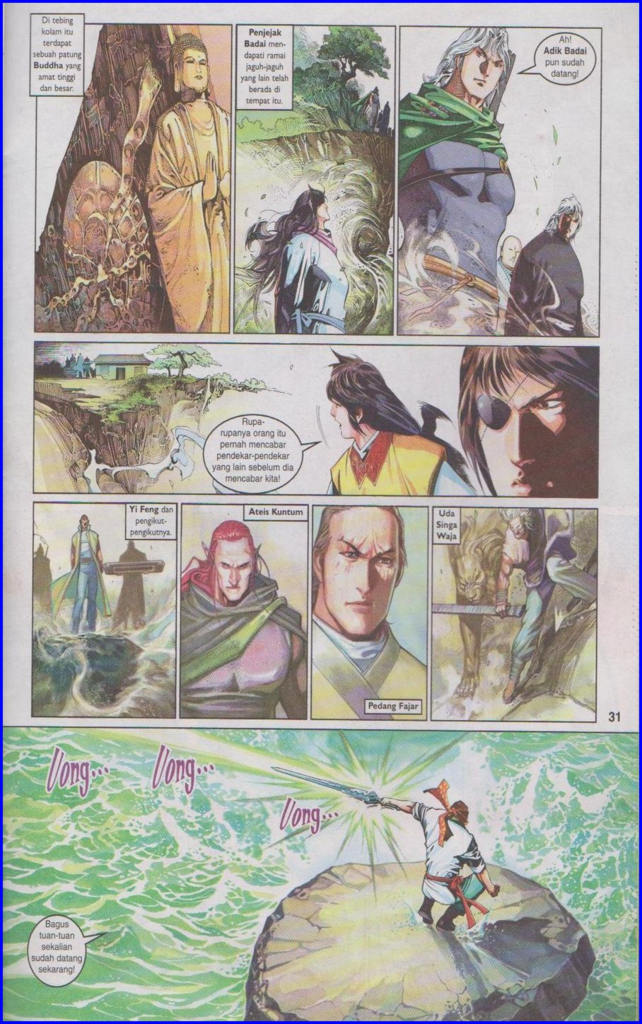 Di tebing
kolam itu
terdapat
sebuah patung
Buddha yang
amat tinggi
dan besar.
Penjejak
Badai men-
dapati ramai
jaguh-jaguh
yang lain telah
berada di
tempat itu.
Ah!
Adik Badai
pun sudah
datang!
Rupa-
rupanya orang itu
pernah mencabar
pendekar-pendekar
yang lain sebelum dia
mencabar kita!
Yi Feng dan
pengikut-
pengikutnya.
Ateis Kuntum
Pedang Fajar
Uda
Singa
Waja
31
Uong...
Uong...
Uong...
Bagus
tuan-tuan
sekalian
sudah datang
sekarang!